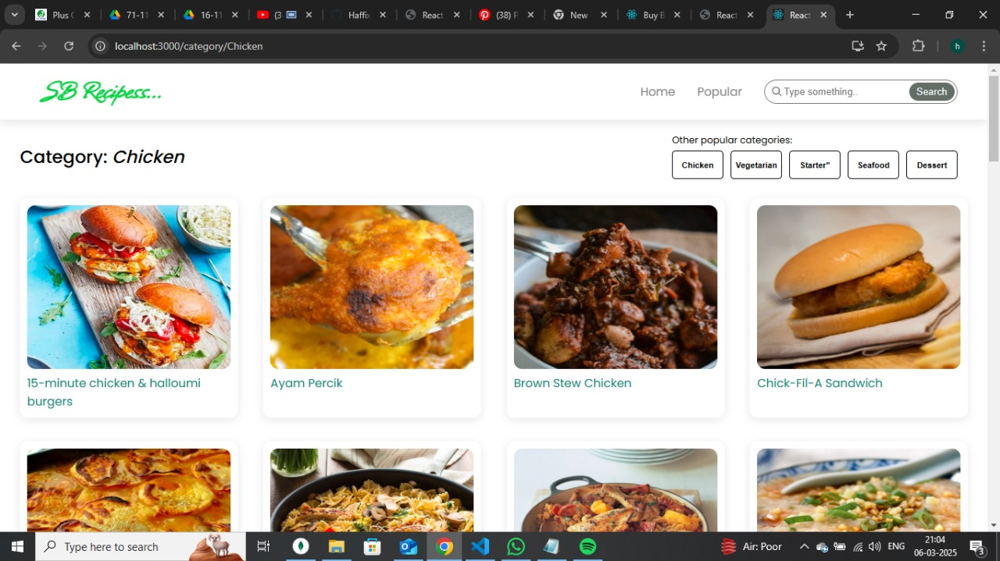 Plus C
71-11
16-11
(3
Haffix
React
(38) P
New
Buy B
React
React
localhost:3000/category/Chicken
h
SB Recipess...
Home
Popular
Type something..
Search
Category: Chicken
Other popular categories:
Chicken
Vegetarian
Starter"
Seafood
Dessert
15-minute chicken & halloumi
burgers
Ayam Percik
Brown Stew Chicken
Chick-Fil-A Sandwich
Type here to search
Air: Poor
ENG
21:04
06-03-2025
3